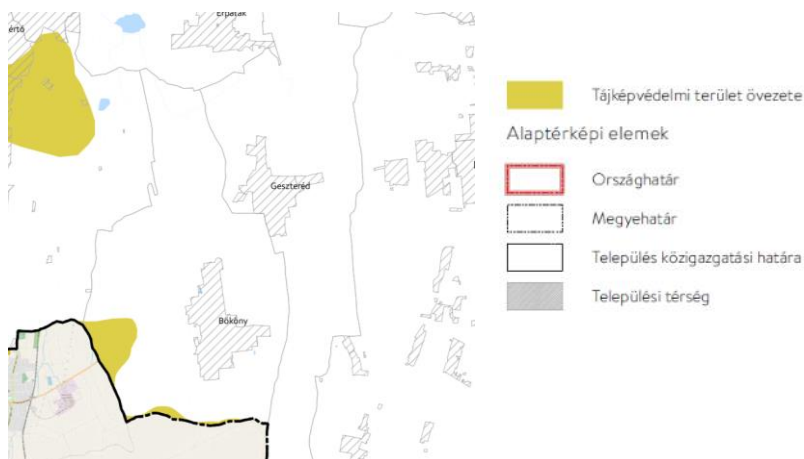 Érpatak
Geszteréd
Bököny
Tájképvédelmi terület övezete
Alaptérképi elemek
Országhatár
Megyehatár
Település közigazgatási határa
Települési térség